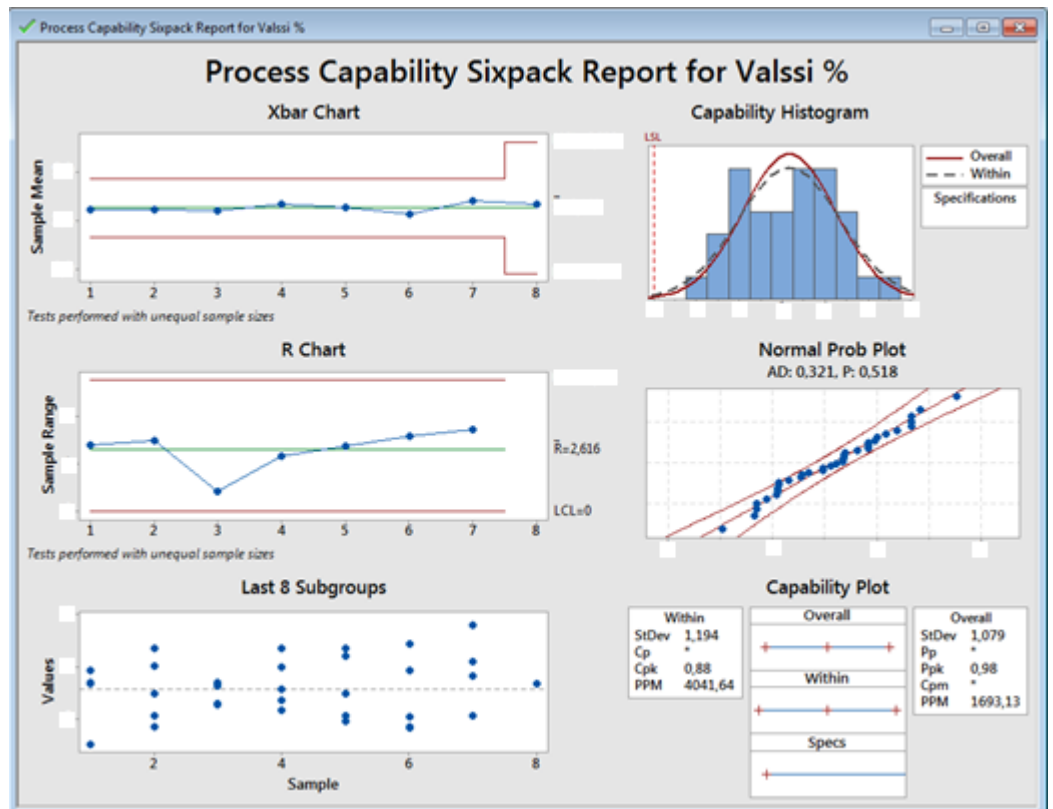 Process Capability Sixpack Report for Valssi %
Process Capability Sixpack Report for Valssi %
Xbar Chart
Sample Mean
1 2 3 4 5 6 7 8
Tests performed with unequal sample sizes
Capability Histogram
LSL
Overall
Within
Specifications
R Chart
Sample Range
R̄=2,616
LCL=0
1 2 3 4 5 6 7 8
Tests performed with unequal sample sizes
Normal Prob Plot
AD: 0,321, P: 0,518
Last 8 Subgroups
Values
2 4 6 8
Sample
Capability Plot
Within
StDev 1,194
Cp *
Cpk 0,88
PPM 4041,64
Overall
Within
Specs
Overall
StDev 1,079
Pp *
Ppk 0,98
Cpm *
PPM 1693,13